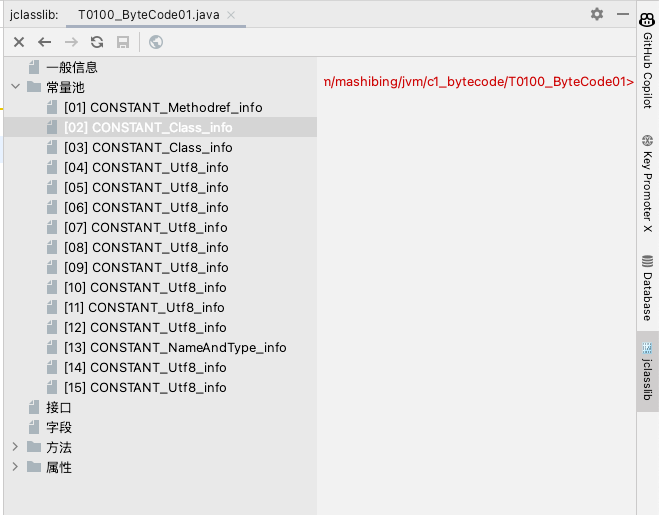 jclasslib:
T0100_ByteCode01.java
一般信息
常量池
[01] CONSTANT_Methodref_info
[02] CONSTANT_Class_info
[03] CONSTANT_Class_info
[04] CONSTANT_Utf8_info
[05] CONSTANT_Utf8_info
[06] CONSTANT_Utf8_info
[07] CONSTANT_Utf8_info
[08] CONSTANT_Utf8_info
[09] CONSTANT_Utf8_info
[10] CONSTANT_Utf8_info
[11] CONSTANT_Utf8_info
[12] CONSTANT_Utf8_info
[13] CONSTANT_NameAndType_info
[14] CONSTANT_Utf8_info
[15] CONSTANT_Utf8_info
接口
字段
方法
属性
m/mashibing/jvm/c1_bytecode/T0100_ByteCode01>
GitHub Copilot
Key Promoter X
Database
jclasslib